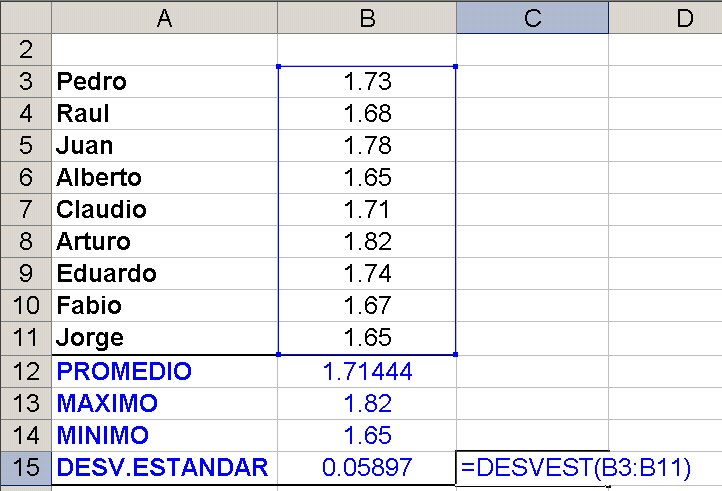 A B C D
2
3 Pedro 1.73
4 Raul 1.68
5 Juan 1.78
6 Alberto 1.65
7 Claudio 1.71
8 Arturo 1.82
9 Eduardo 1.74
10 Fabio 1.67
11 Jorge 1.65
12 PROMEDIO 1.71444
13 MAXIMO 1.82
14 MINIMO 1.65
15 DESV.ESTANDAR 0.05897 =DESVEST(B3:B11)